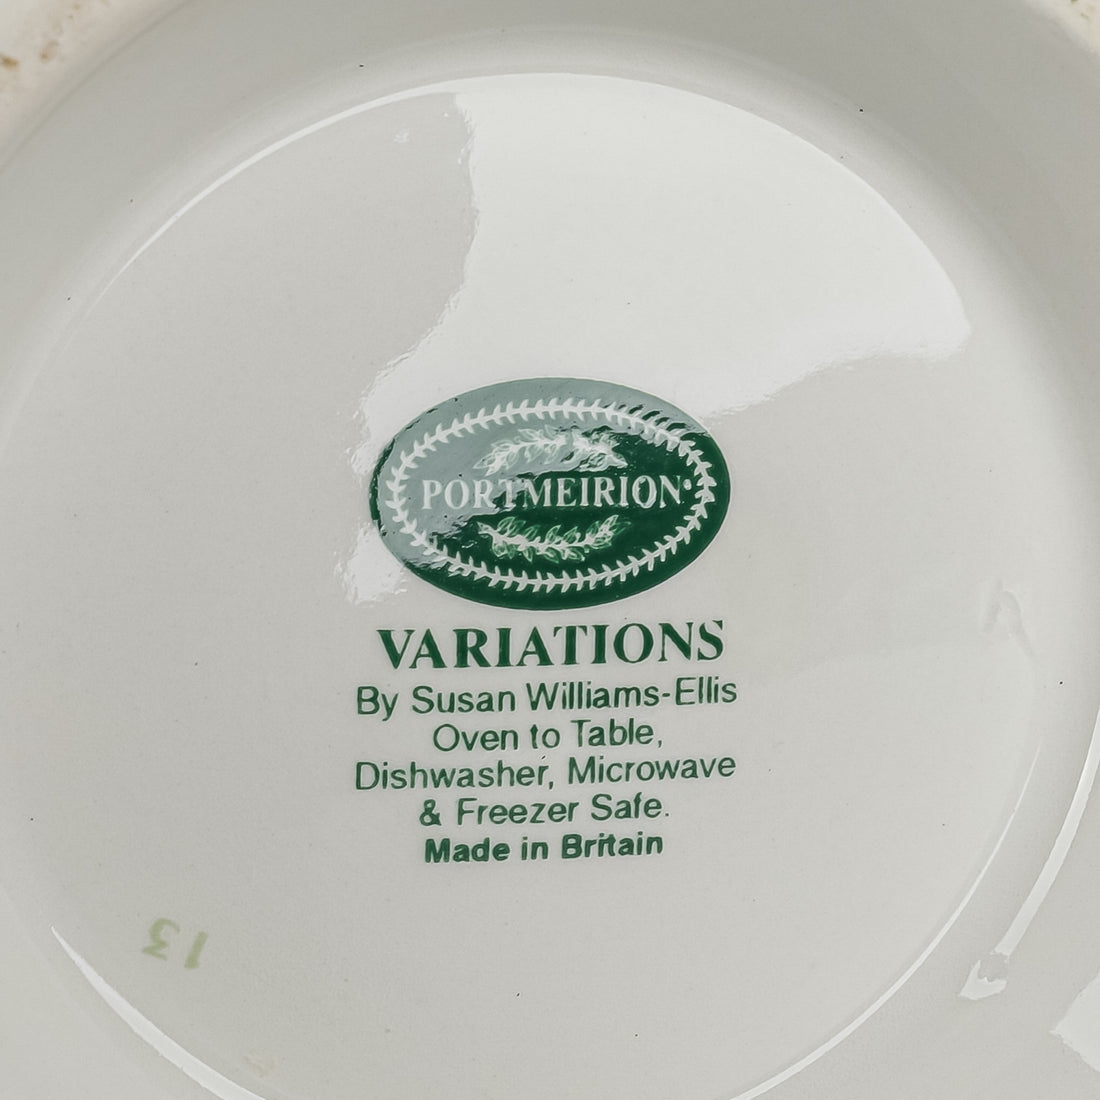 PORTMEIRION®
VARIATIONS
By Susan Williams-Ellis
Oven to Table,
Dishwasher, Microwave
& Freezer Safe.
Made in Britain
13